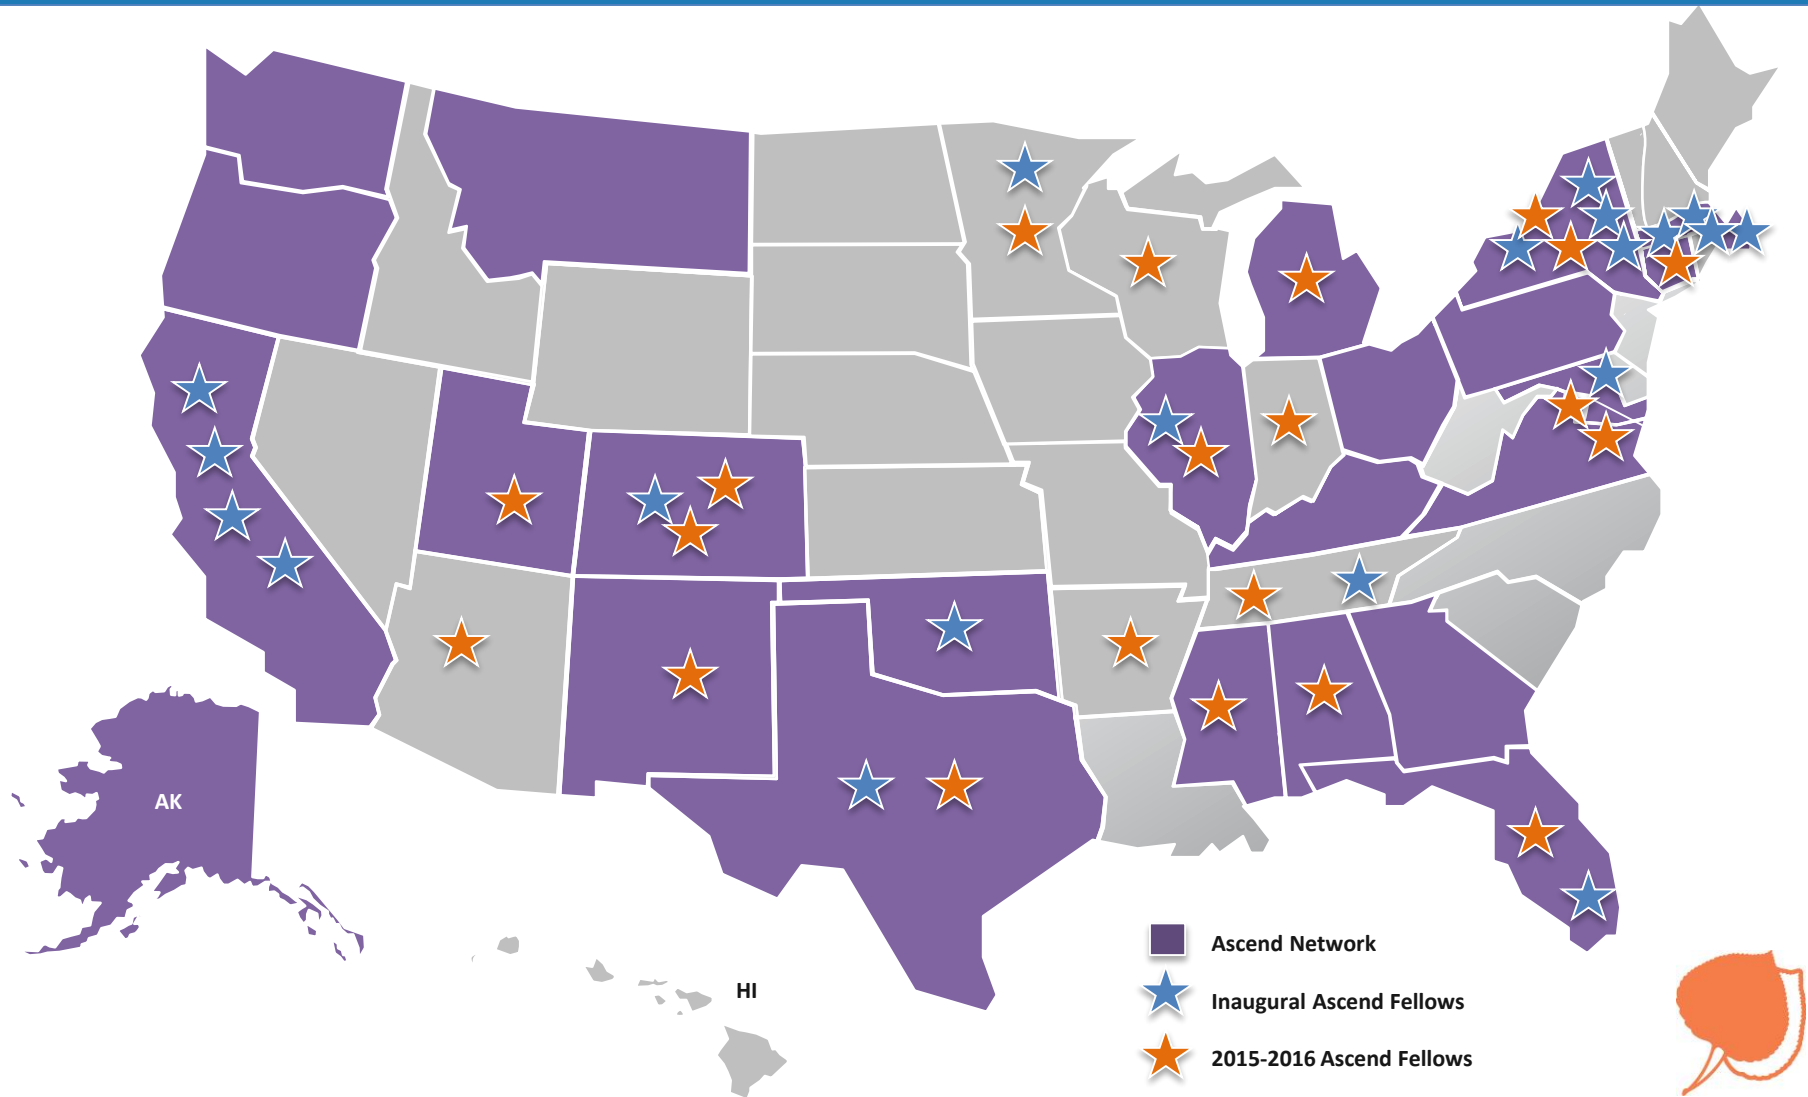 AK
HI
Ascend Network
Inaugural Ascend Fellows
2015-2016 Ascend Fellows